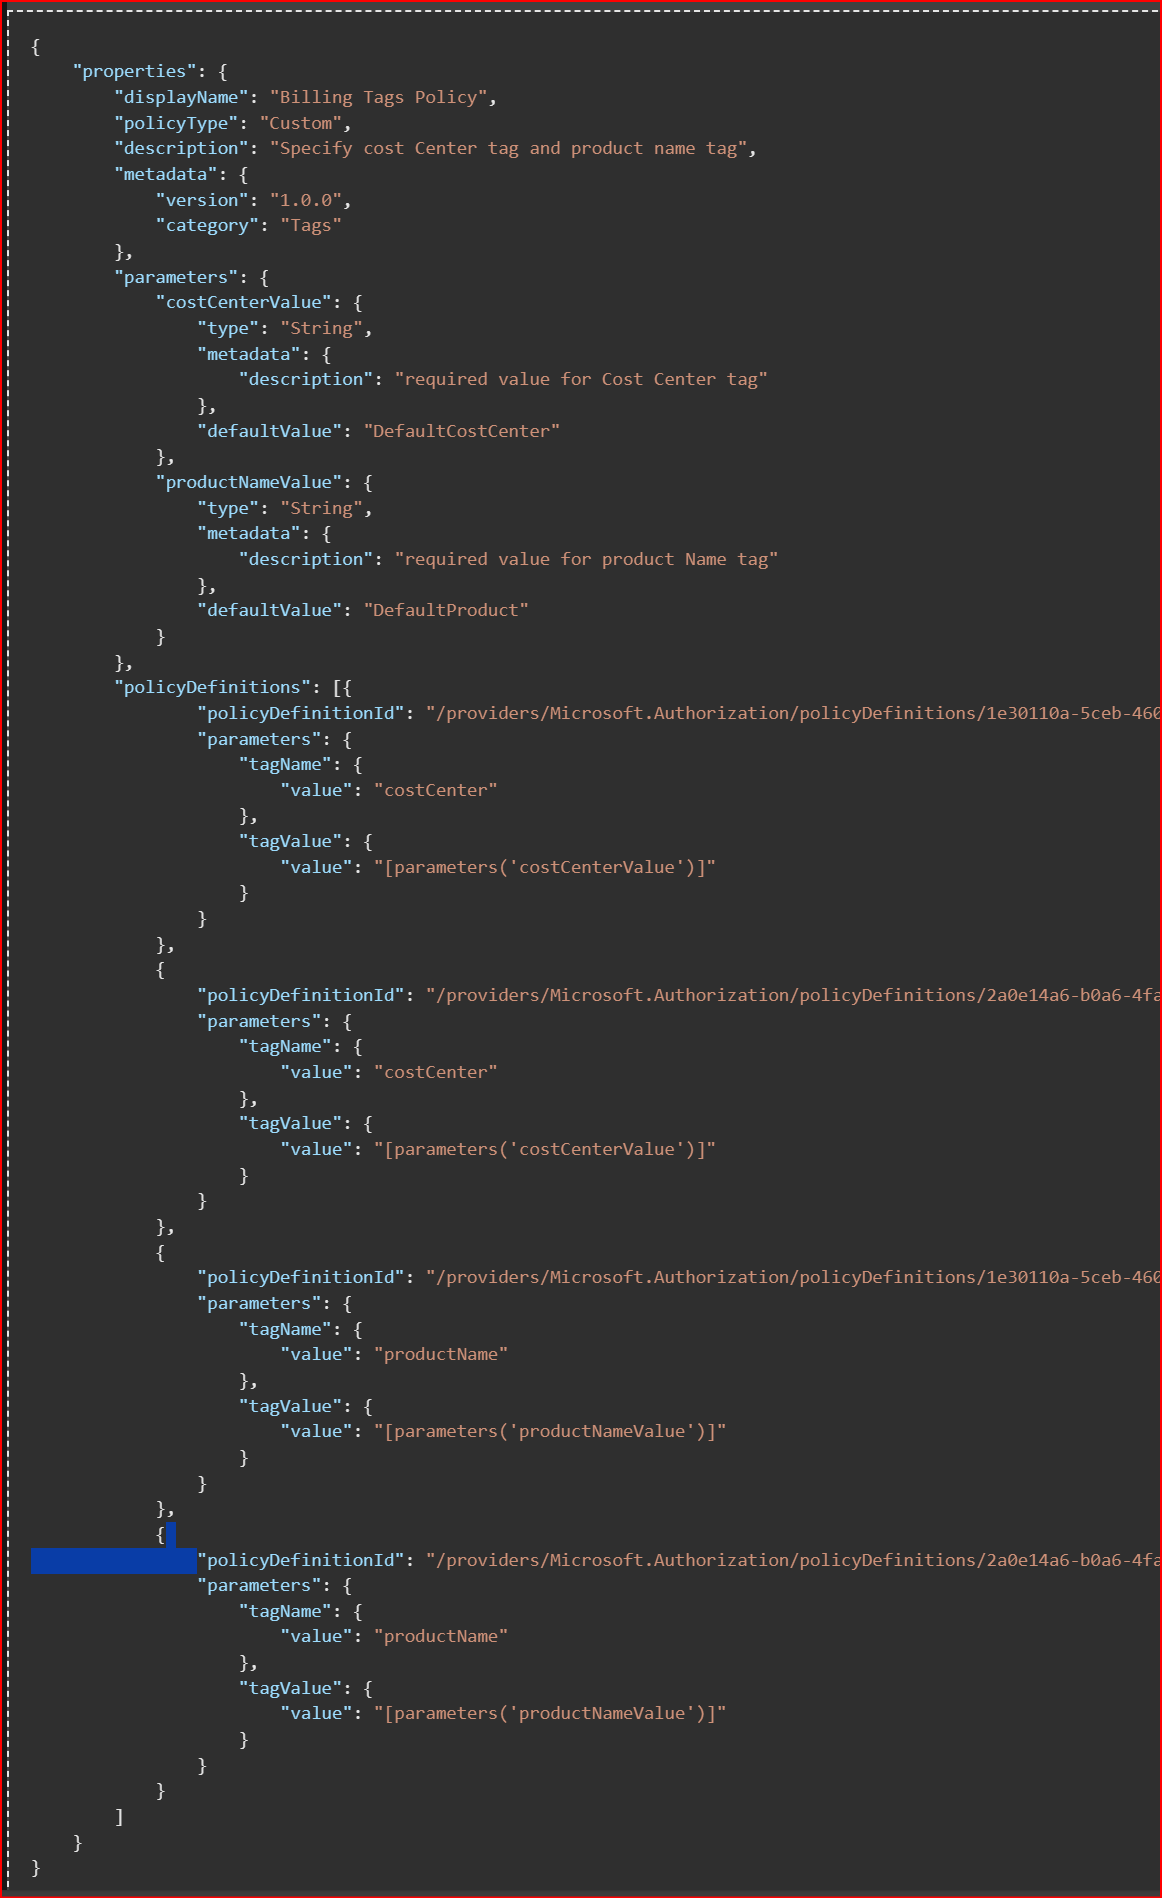 {
    "properties": {
        "displayName": "Billing Tags Policy",
        "policyType": "Custom",
        "description": "Specify cost Center tag and product name tag",
        "metadata": {
            "version": "1.0.0",
            "category": "Tags"
        },
        "parameters": {
            "costCenterValue": {
                "type": "String",
                "metadata": {
                    "description": "required value for Cost Center tag"
                },
                "defaultValue": "DefaultCostCenter"
            },
            "productNameValue": {
                "type": "String",
                "metadata": {
                    "description": "required value for product Name tag"
                },
                "defaultValue": "DefaultProduct"
            }
        },
        "policyDefinitions": [{
                "policyDefinitionId": "/providers/Microsoft.Authorization/policyDefinitions/1e30110a-5ceb-460
                "parameters": {
                    "tagName": {
                        "value": "costCenter"
                    },
                    "tagValue": {
                        "value": "[parameters('costCenterValue')]"
                    }
                }
            },
            {
                "policyDefinitionId": "/providers/Microsoft.Authorization/policyDefinitions/2a0e14a6-b0a6-4fa
                "parameters": {
                    "tagName": {
                        "value": "costCenter"
                    },
                    "tagValue": {
                        "value": "[parameters('costCenterValue')]"
                    }
                }
            },
            {
                "policyDefinitionId": "/providers/Microsoft.Authorization/policyDefinitions/1e30110a-5ceb-460
                "parameters": {
                    "tagName": {
                        "value": "productName"
                    },
                    "tagValue": {
                        "value": "[parameters('productNameValue')]"
                    }
                }
            },
            {
                "policyDefinitionId": "/providers/Microsoft.Authorization/policyDefinitions/2a0e14a6-b0a6-4fa
                "parameters": {
                    "tagName": {
                        "value": "productName"
                    },
                    "tagValue": {
                        "value": "[parameters('productNameValue')]"
                    }
                }
            }
        ]
    }
}